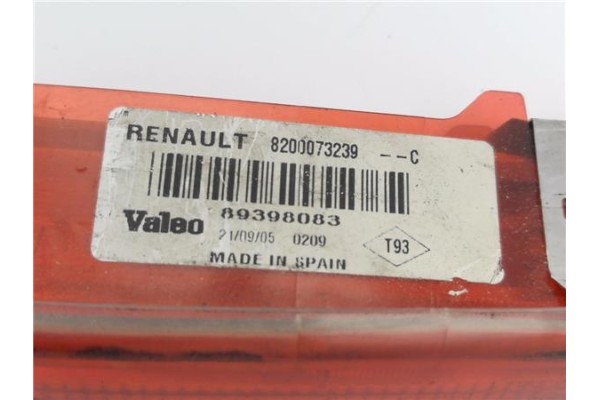 RENAULT 8200073239 --C
89398083
Valeo
21/09/05 0209
T93
MADE IN SPAIN